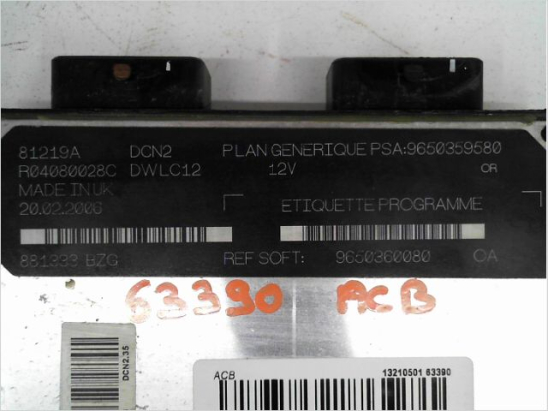 81219A DCN2 PLAN GENERIQUE PSA:9650359580
R04080028C DWLC12 12V OR
MADE IN UK
20.02.2006 ETIQUETTE PROGRAMME
881333 BZG REF SOFT: 9650360080 0A
63390 ACB
DCN2.35
ACB 13210501 63390